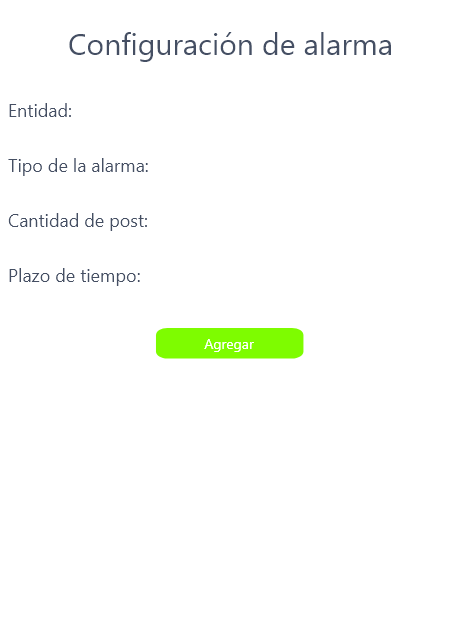 Configuración de alarma
Entidad:
Tipo de la alarma:
Cantidad de post:
Plazo de tiempo:
Agregar